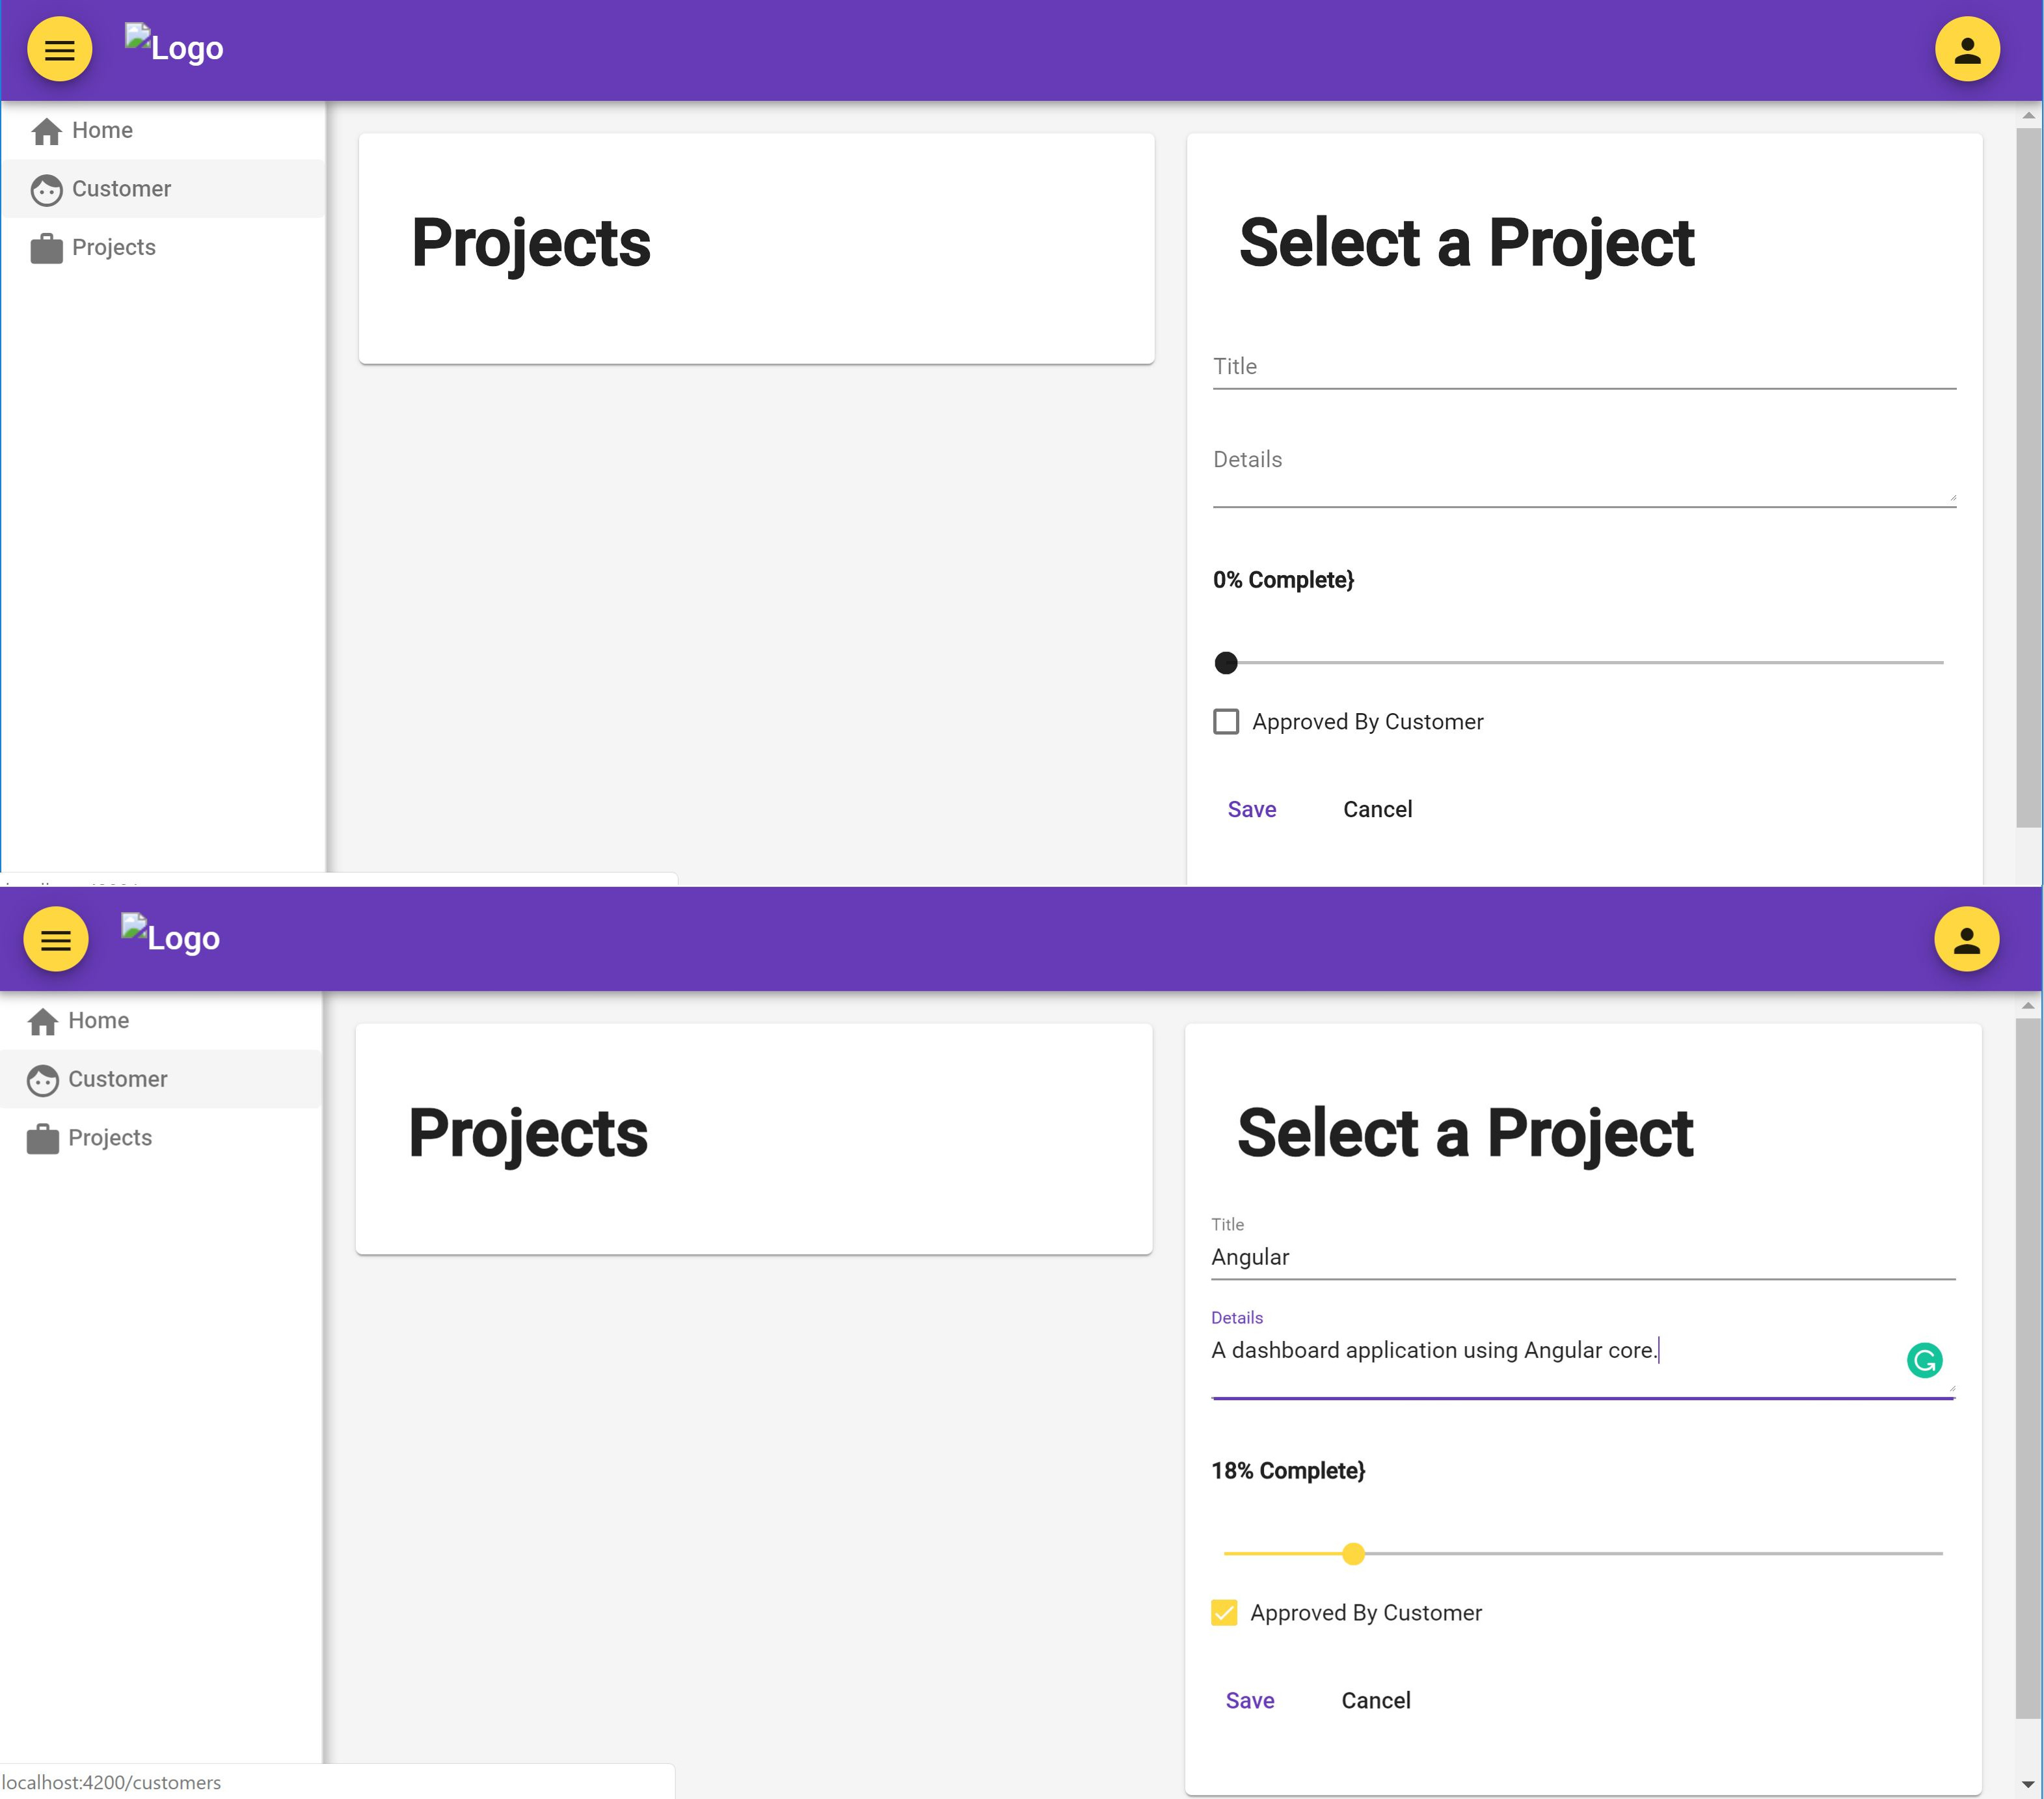 Logo
Home
Customer
Projects
Projects
Select a Project
Title
Details
0% Complete}
Approved By Customer
Save Cancel
Logo
Home
Customer
Projects
Projects
Select a Project
Title
Angular
Details
A dashboard application using Angular core.
18% Complete}
Approved By Customer
Save Cancel
localhost:4200/customers